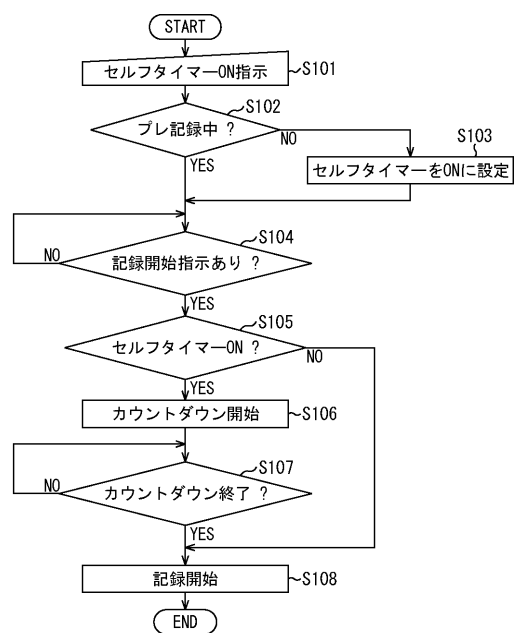 START
セルフタイマーON指示
S101
プレ記録中 ?
S102
NO
YES
S103
セルフタイマーをONに設定
S104
記録開始指示あり ?
NO
YES
S105
セルフタイマーON ?
NO
YES
カウントダウン開始
S106
S107
カウントダウン終了 ?
NO
YES
記録開始
S108
END